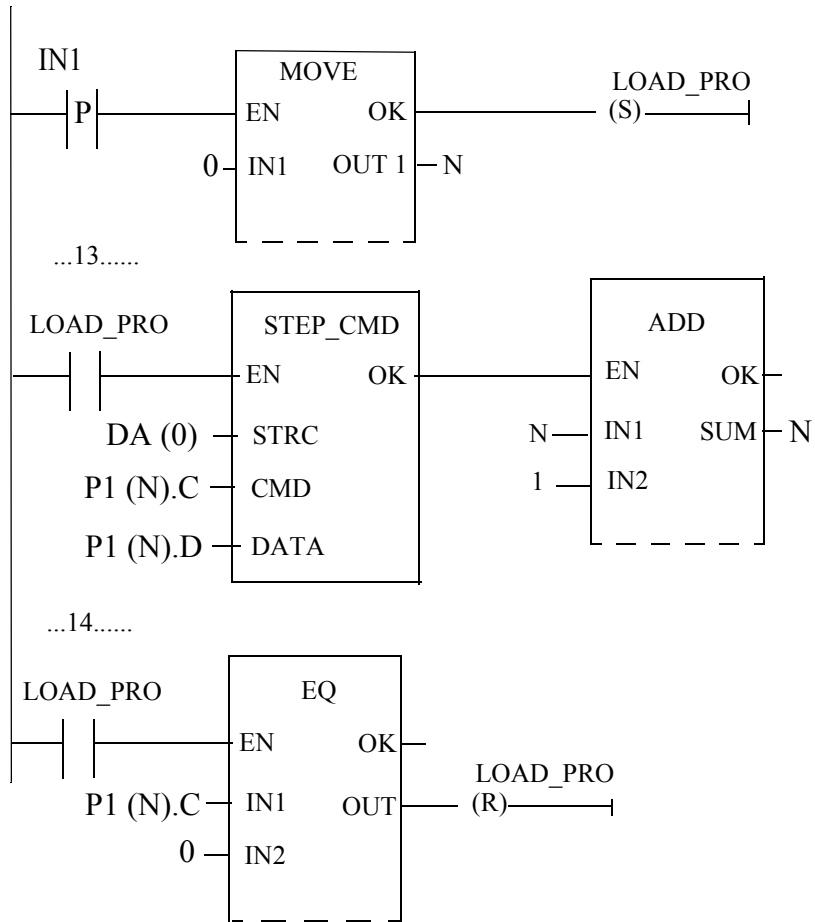 IN1
MOVE
LOAD_PRO
P
EN OK
(S)
0 IN1 OUT 1 N
...13......
LOAD_PRO
STEP_CMD
ADD
EN OK
EN OK
DA (0) STRC
N IN1 SUM N
P1 (N).C CMD
1 IN2
P1 (N).D DATA
...14......
LOAD_PRO
EQ
EN OK
LOAD_PRO
P1 (N).C IN1 OUT (R)
0 IN2